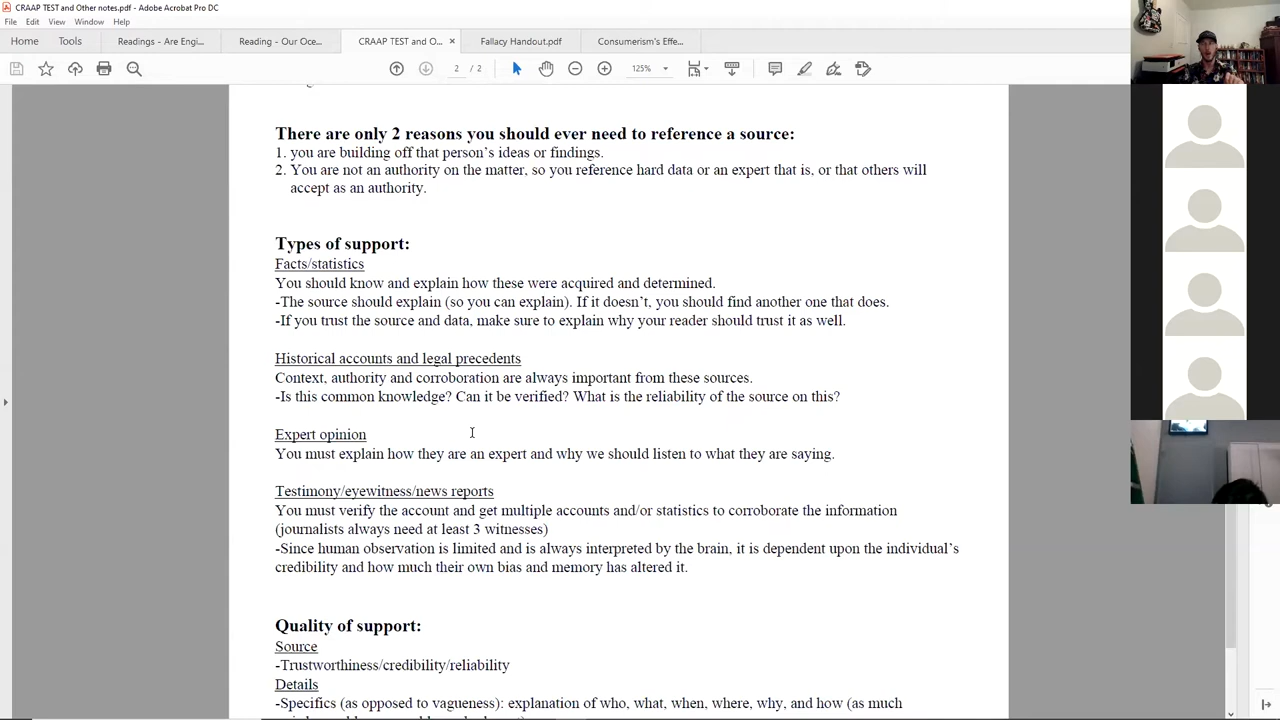 CRAAP TEST and Other notes.pdf - Adobe Acrobat Pro DC
File Edit View Window Help
Home Tools Readings - Are Engi... Reading - Our Oce... CRAAP TEST and O... × Fallacy Handout.pdf Consumerism's Effe...
2 / 2 125%
There are only 2 reasons you should ever need to reference a source:
1. you are building off that person's ideas or findings.
2. You are not an authority on the matter, so you reference hard data or an expert that is, or that others will
accept as an authority.
Types of support:
Facts/statistics
You should know and explain how these were acquired and determined.
-The source should explain (so you can explain). If it doesn't, you should find another one that does.
-If you trust the source and data, make sure to explain why your reader should trust it as well.
Historical accounts and legal precedents
Context, authority and corroboration are always important from these sources.
-Is this common knowledge? Can it be verified? What is the reliability of the source on this?
Expert opinion
You must explain how they are an expert and why we should listen to what they are saying.
Testimony/eyewitness/news reports
You must verify the account and get multiple accounts and/or statistics to corroborate the information
(journalists always need at least 3 witnesses)
-Since human observation is limited and is always interpreted by the brain, it is dependent upon the individual's
credibility and how much their own bias and memory has altered it.
Quality of support:
Source
-Trustworthiness/credibility/reliability
Details
-Specifics (as opposed to vagueness): explanation of who, what, when, where, why, and how (as much